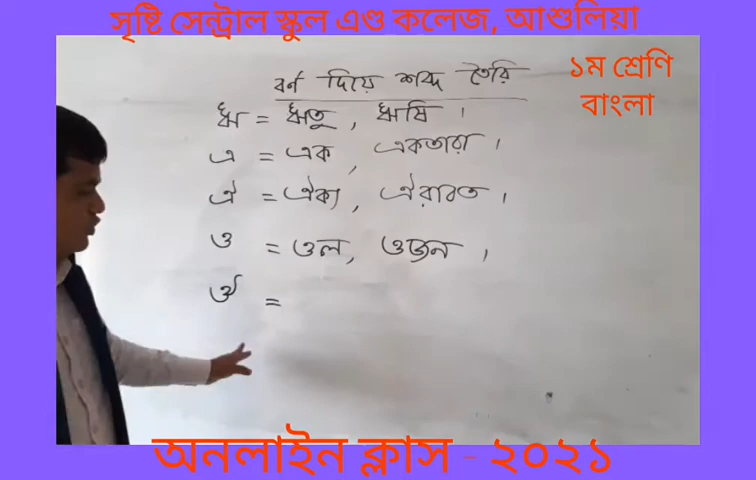 সৃষ্টি সেন্ট্রাল স্কুল এণ্ড কলেজ, আশুলিয়া
১ম শ্রেণি
বাংলা
বর্ণ দিয়ে শব্দ তৈরি
ঋ = ঋতু, ঋষি ।
এ = এক, একতারা ।
ঐ = ঐক্য, ঐরাবত ।
ও = ওল, ওজন ।
ঔ =
অনলাইন ক্লাস - ২০২১